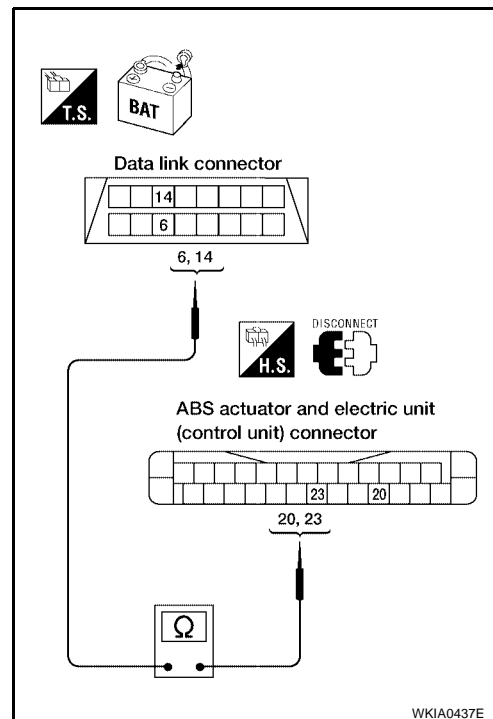 T.S.
BAT
Data link connector
14
6
6, 14
DISCONNECT
H.S.
ABS actuator and electric unit
(control unit) connector
23 20
20, 23
Ω
WKIA0437E